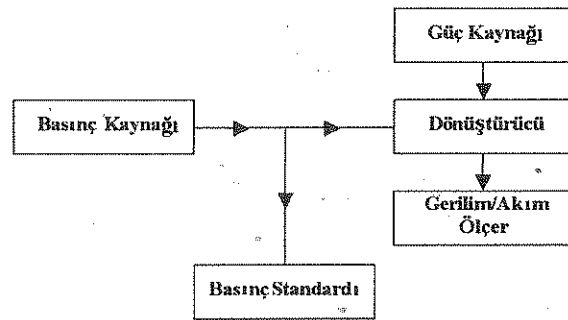 Güç Kaynağı
Basınç Kaynağı
Dönüştürücü
Gerilim/Akım
Ölçer
Basınç Standardı